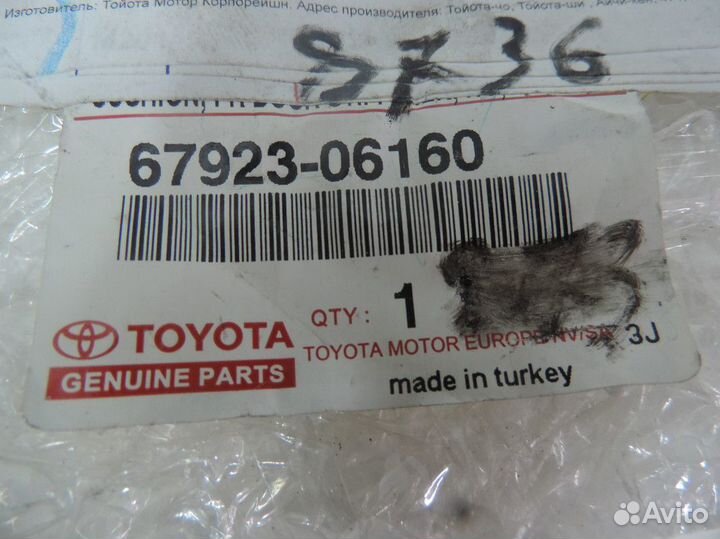 Изготовитель: Тойота Мотор Корпорейшн. Адрес производителя: Тойота-чо, Тойота-ши,
8736
67923-06160
QTY: 1
TOYOTA
TOYOTA MOTOR EUROPE NV/SA 3J
GENUINE PARTS
made in turkey
Avito